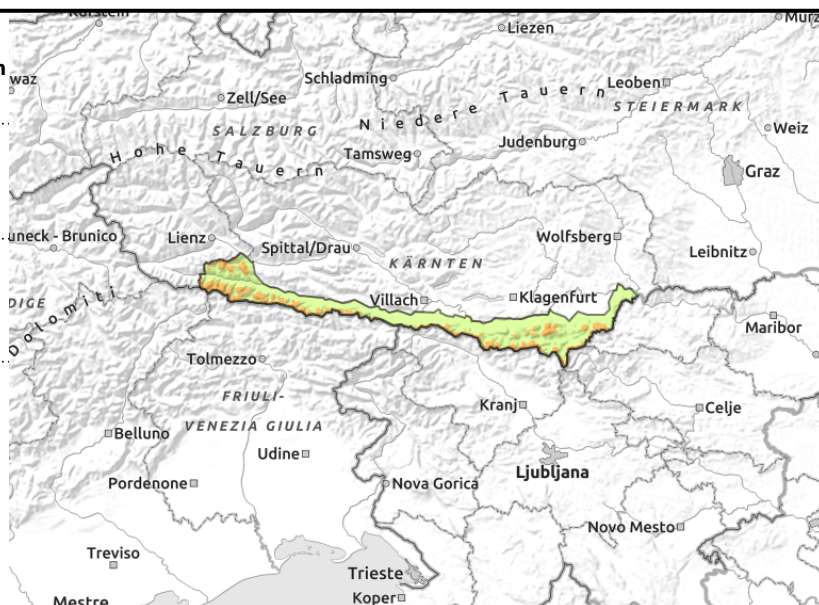 Liezen
Schladming
Leoben
Zell/See
Niedere Tauern
STEIERMARK
SALZBURG
Weiz
Judenburg
Hohe Tauern
Tamsweg
Graz
uneck - Brunico
Lienz
Spittal/Drau
Wolfsberg
Leibnitz
KÄRNTEN
DIGE
Dolomiti
Villach
Klagenfurt
Maribor
Tolmezzo
FRIULI-
VENEZIA GIULIA
Kranj
Celje
Belluno
Udine
Ljubljana
Pordenone
Nova Gorica
Novo Mesto
Treviso
Trieste
Koper
Mestre